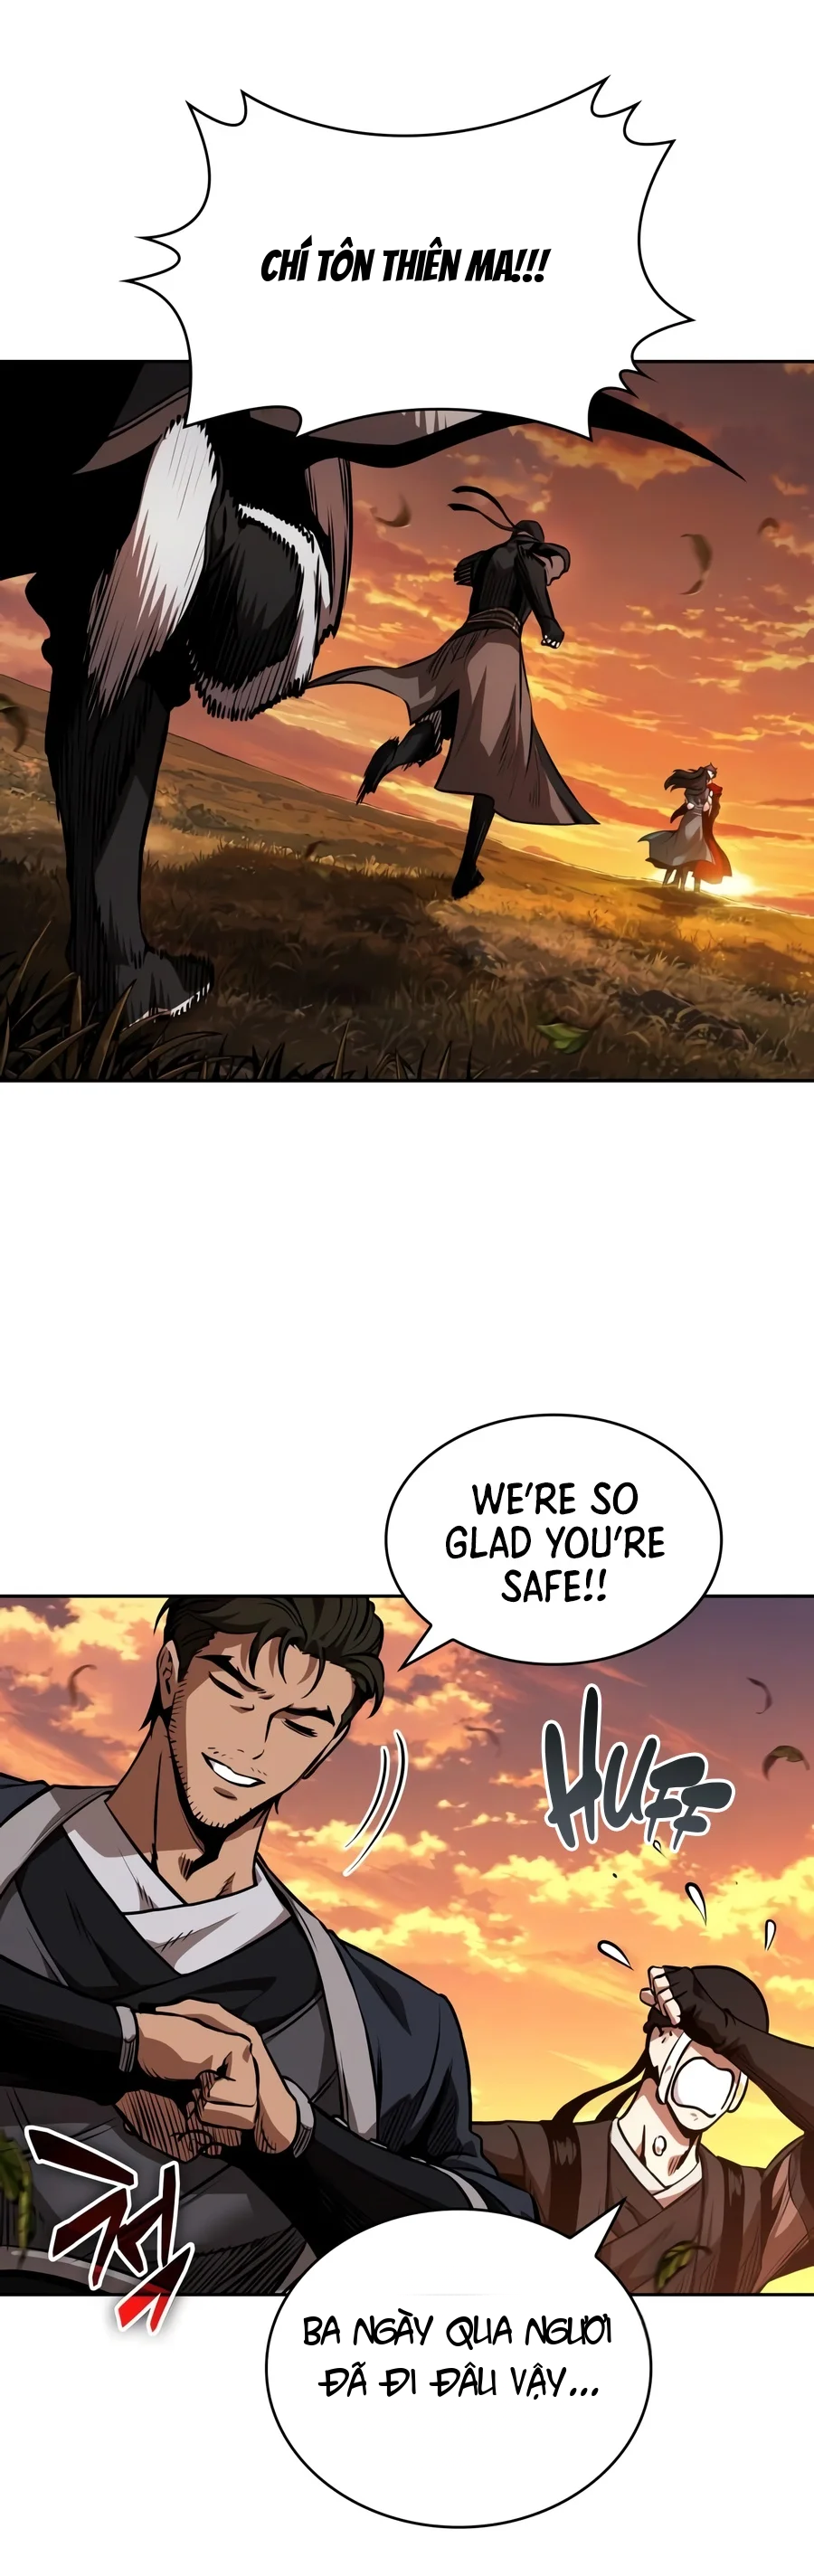 CHÍ TÔN THIÊN MA!!!
WE'RE SO
GLAD YOU'RE
SAFE!!
HUFF
척
BA NGÀY QUA NGƯƠI
ĐÃ ĐI ĐÂU VẬY...